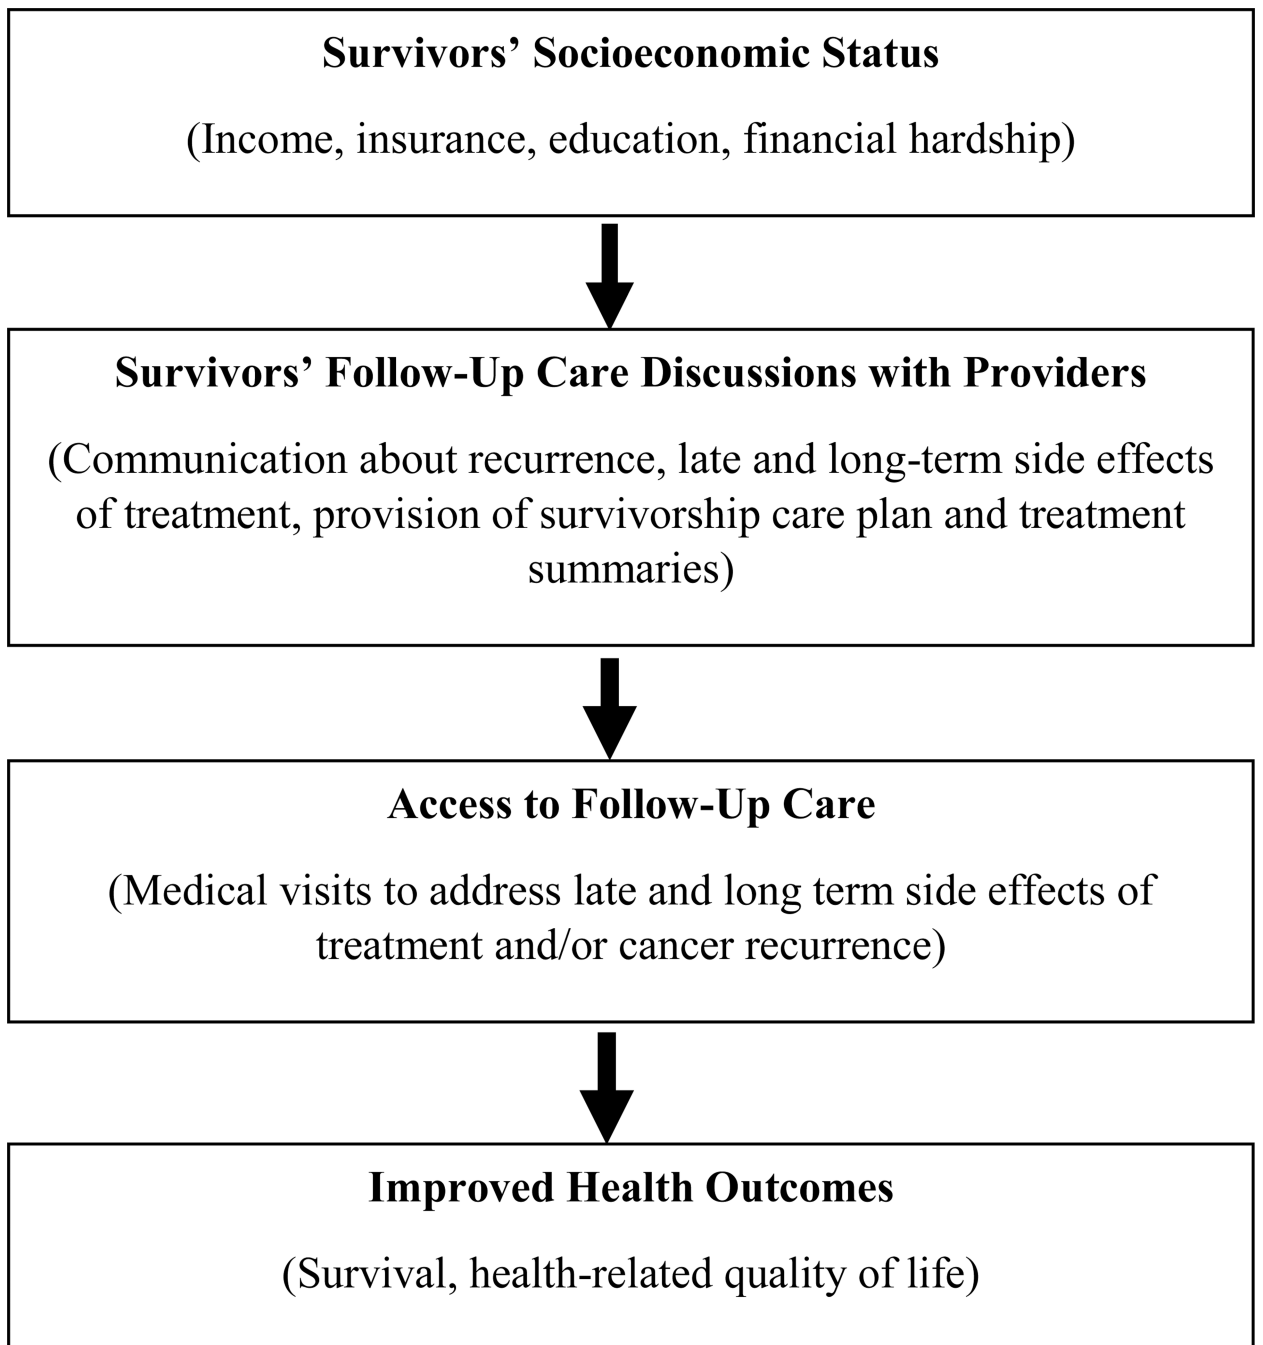 Survivors’ Socioeconomic Status
(Income, insurance, education, financial hardship)
Survivors’ Follow-Up Care Discussions with Providers
(Communication about recurrence, late and long-term side effects
of treatment, provision of survivorship care plan and treatment
summaries)
Access to Follow-Up Care
(Medical visits to address late and long term side effects of
treatment and/or cancer recurrence)
Improved Health Outcomes
(Survival, health-related quality of life)